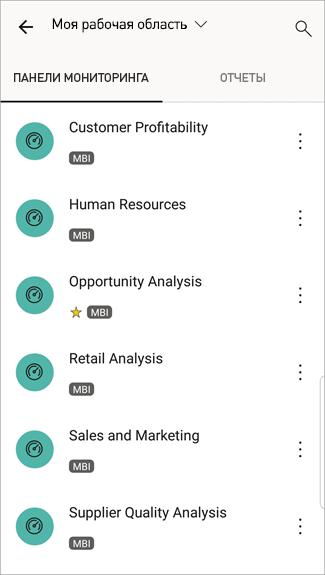 Моя рабочая область
ПАНЕЛИ МОНИТОРИНГА
ОТЧЕТЫ
Customer Profitability
MBI
Human Resources
MBI
Opportunity Analysis
MBI
Retail Analysis
MBI
Sales and Marketing
MBI
Supplier Quality Analysis
MBI